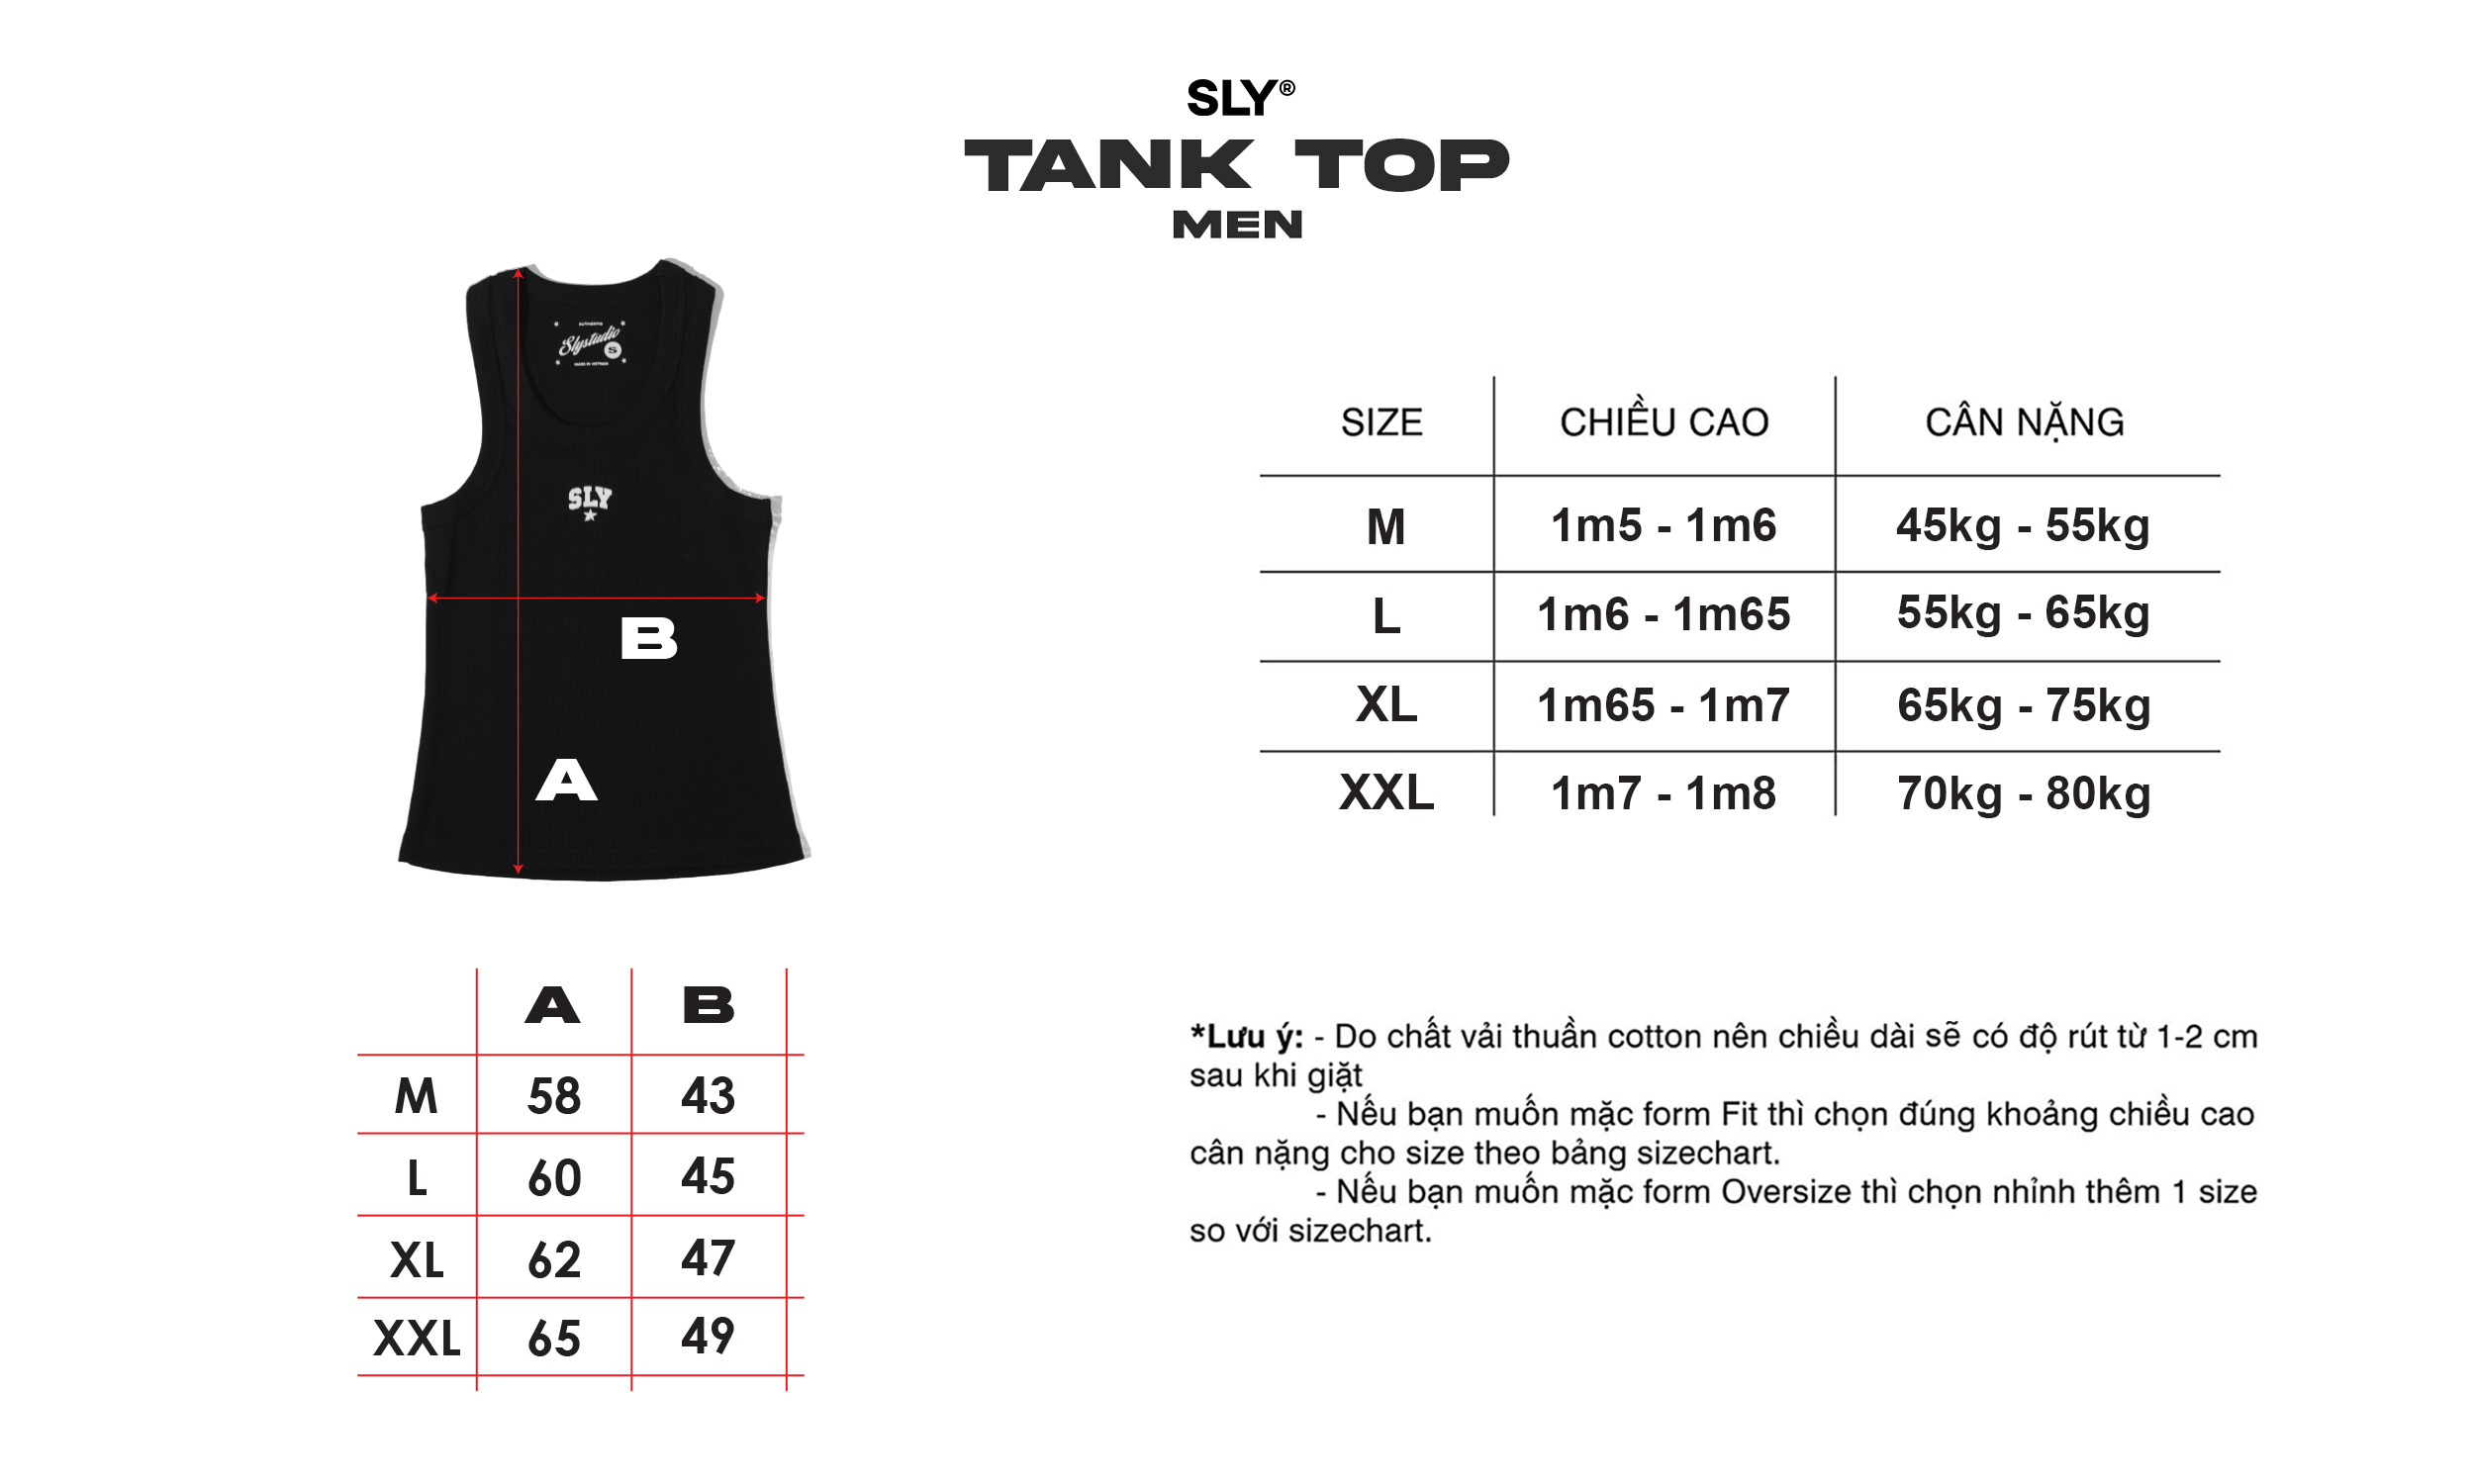 SLY®
TANK TOP
MEN
AUTHENTIC
Slystudio
S
MADE IN VIETNAM
SLY
B
A
SIZE CHIỀU CAO CÂN NẶNG
M 1m5 - 1m6 45kg - 55kg
L 1m6 - 1m65 55kg - 65kg
XL 1m65 - 1m7 65kg - 75kg
XXL 1m7 - 1m8 70kg - 80kg
A B
M 58 43
L 60 45
XL 62 47
XXL 65 49
*Lưu ý: - Do chất vải thuần cotton nên chiều dài sẽ có độ rút từ 1-2 cm
sau khi giặt
- Nếu bạn muốn mặc form Fit thì chọn đúng khoảng chiều cao
cân nặng cho size theo bảng sizechart.
- Nếu bạn muốn mặc form Oversize thì chọn nhỉnh thêm 1 size
so với sizechart.